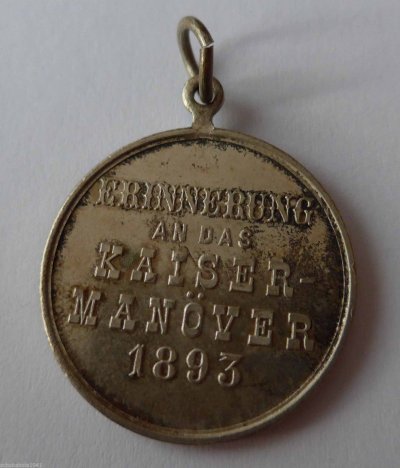 ERINNERUNG
AN DAS
KAISER-
MANÖVER
1893